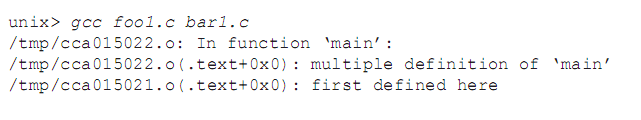 unix> gcc foo1.c bar1.c
/tmp/cca015022.o: In function ‘main’:
/tmp/cca015022.o(.text+0x0): multiple definition of ‘main’
/tmp/cca015021.o(.text+0x0): first defined here